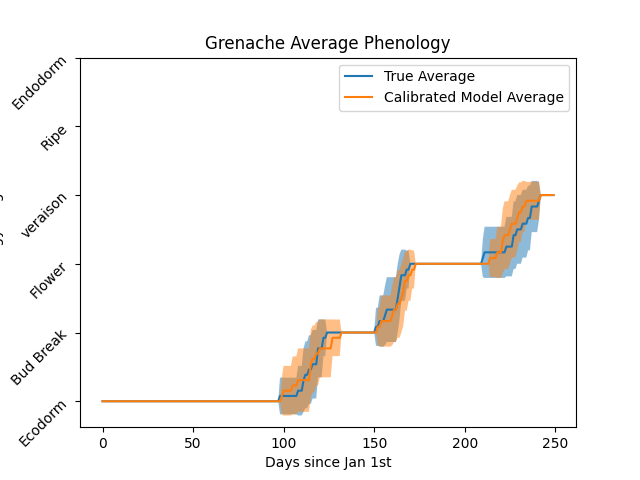 Grenache Average Phenology
True Average
Calibrated Model Average
Endodorm
Ripe
veraison
Flower
Bud Break
Ecodorm
0 50 100 150 200 250
Days since Jan 1st